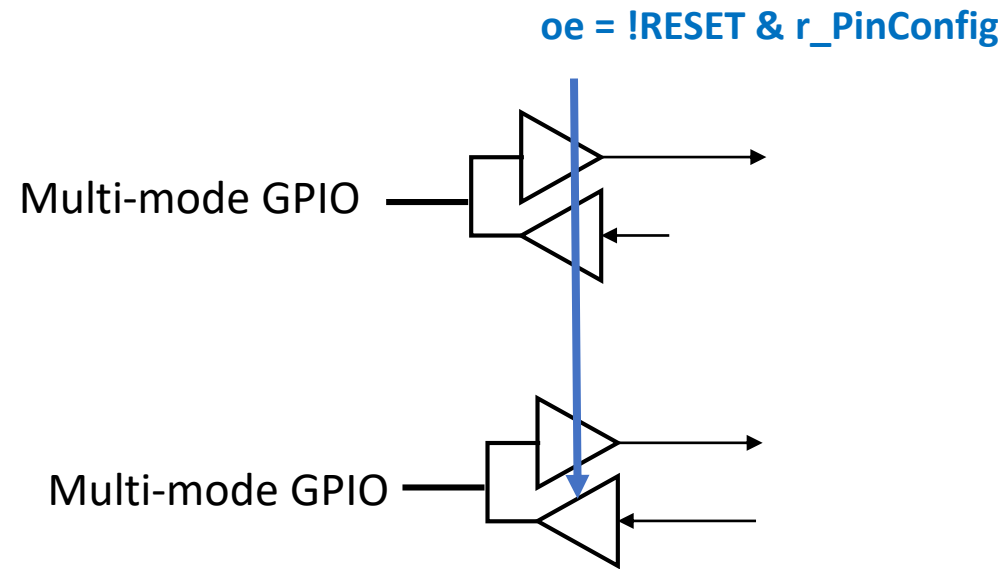 oe = !RESET & r_PinConfig
Multi-mode GPIO
Multi-mode GPIO